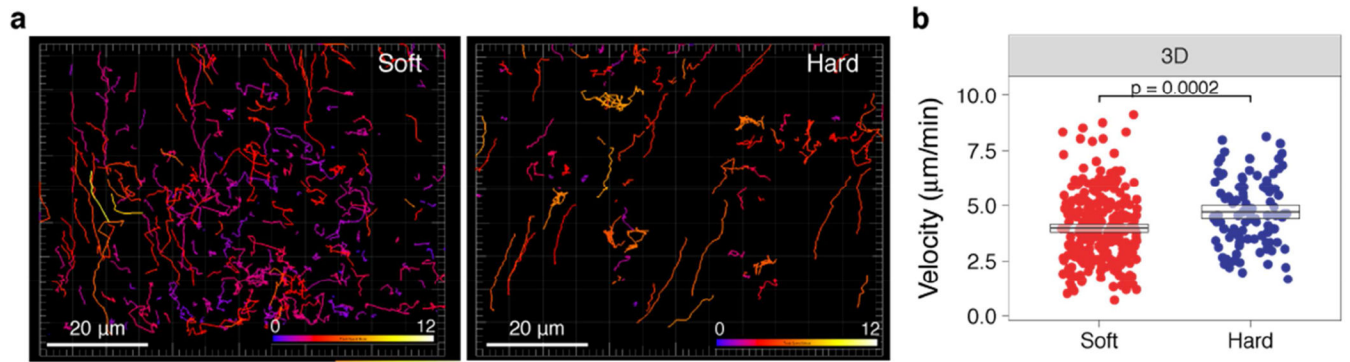 a
Soft
20 μm
0
12
Hard
20 μm
0
12
b
3D
p = 0.0002
Velocity (μm/min)
10.0
7.5
5.0
2.5
0.0
Soft
Hard